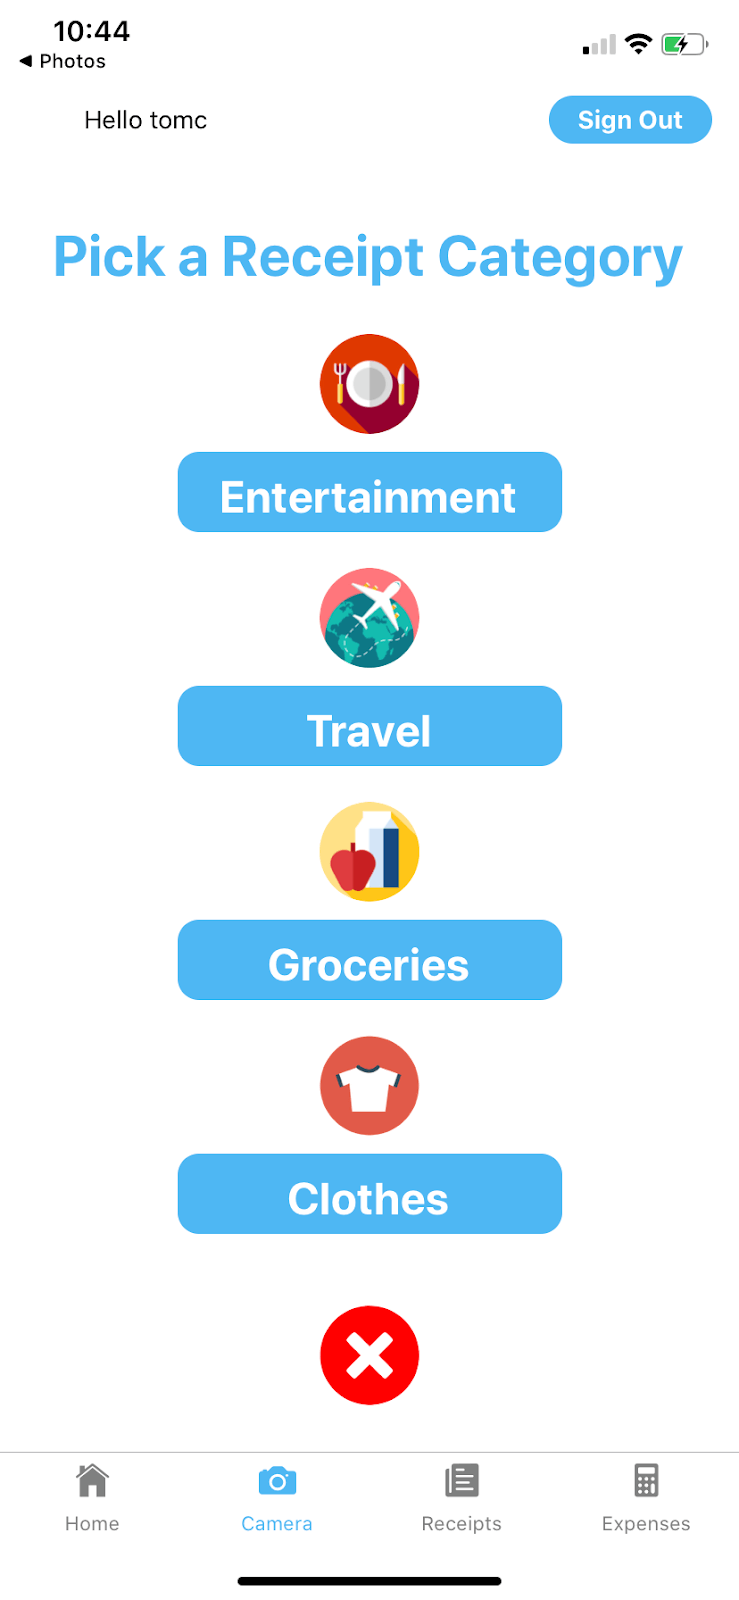 10:44
◀ Photos
Hello tomc
Sign Out
Pick a Receipt Category
Entertainment
Travel
Groceries
Clothes
Home
Camera
Receipts
Expenses